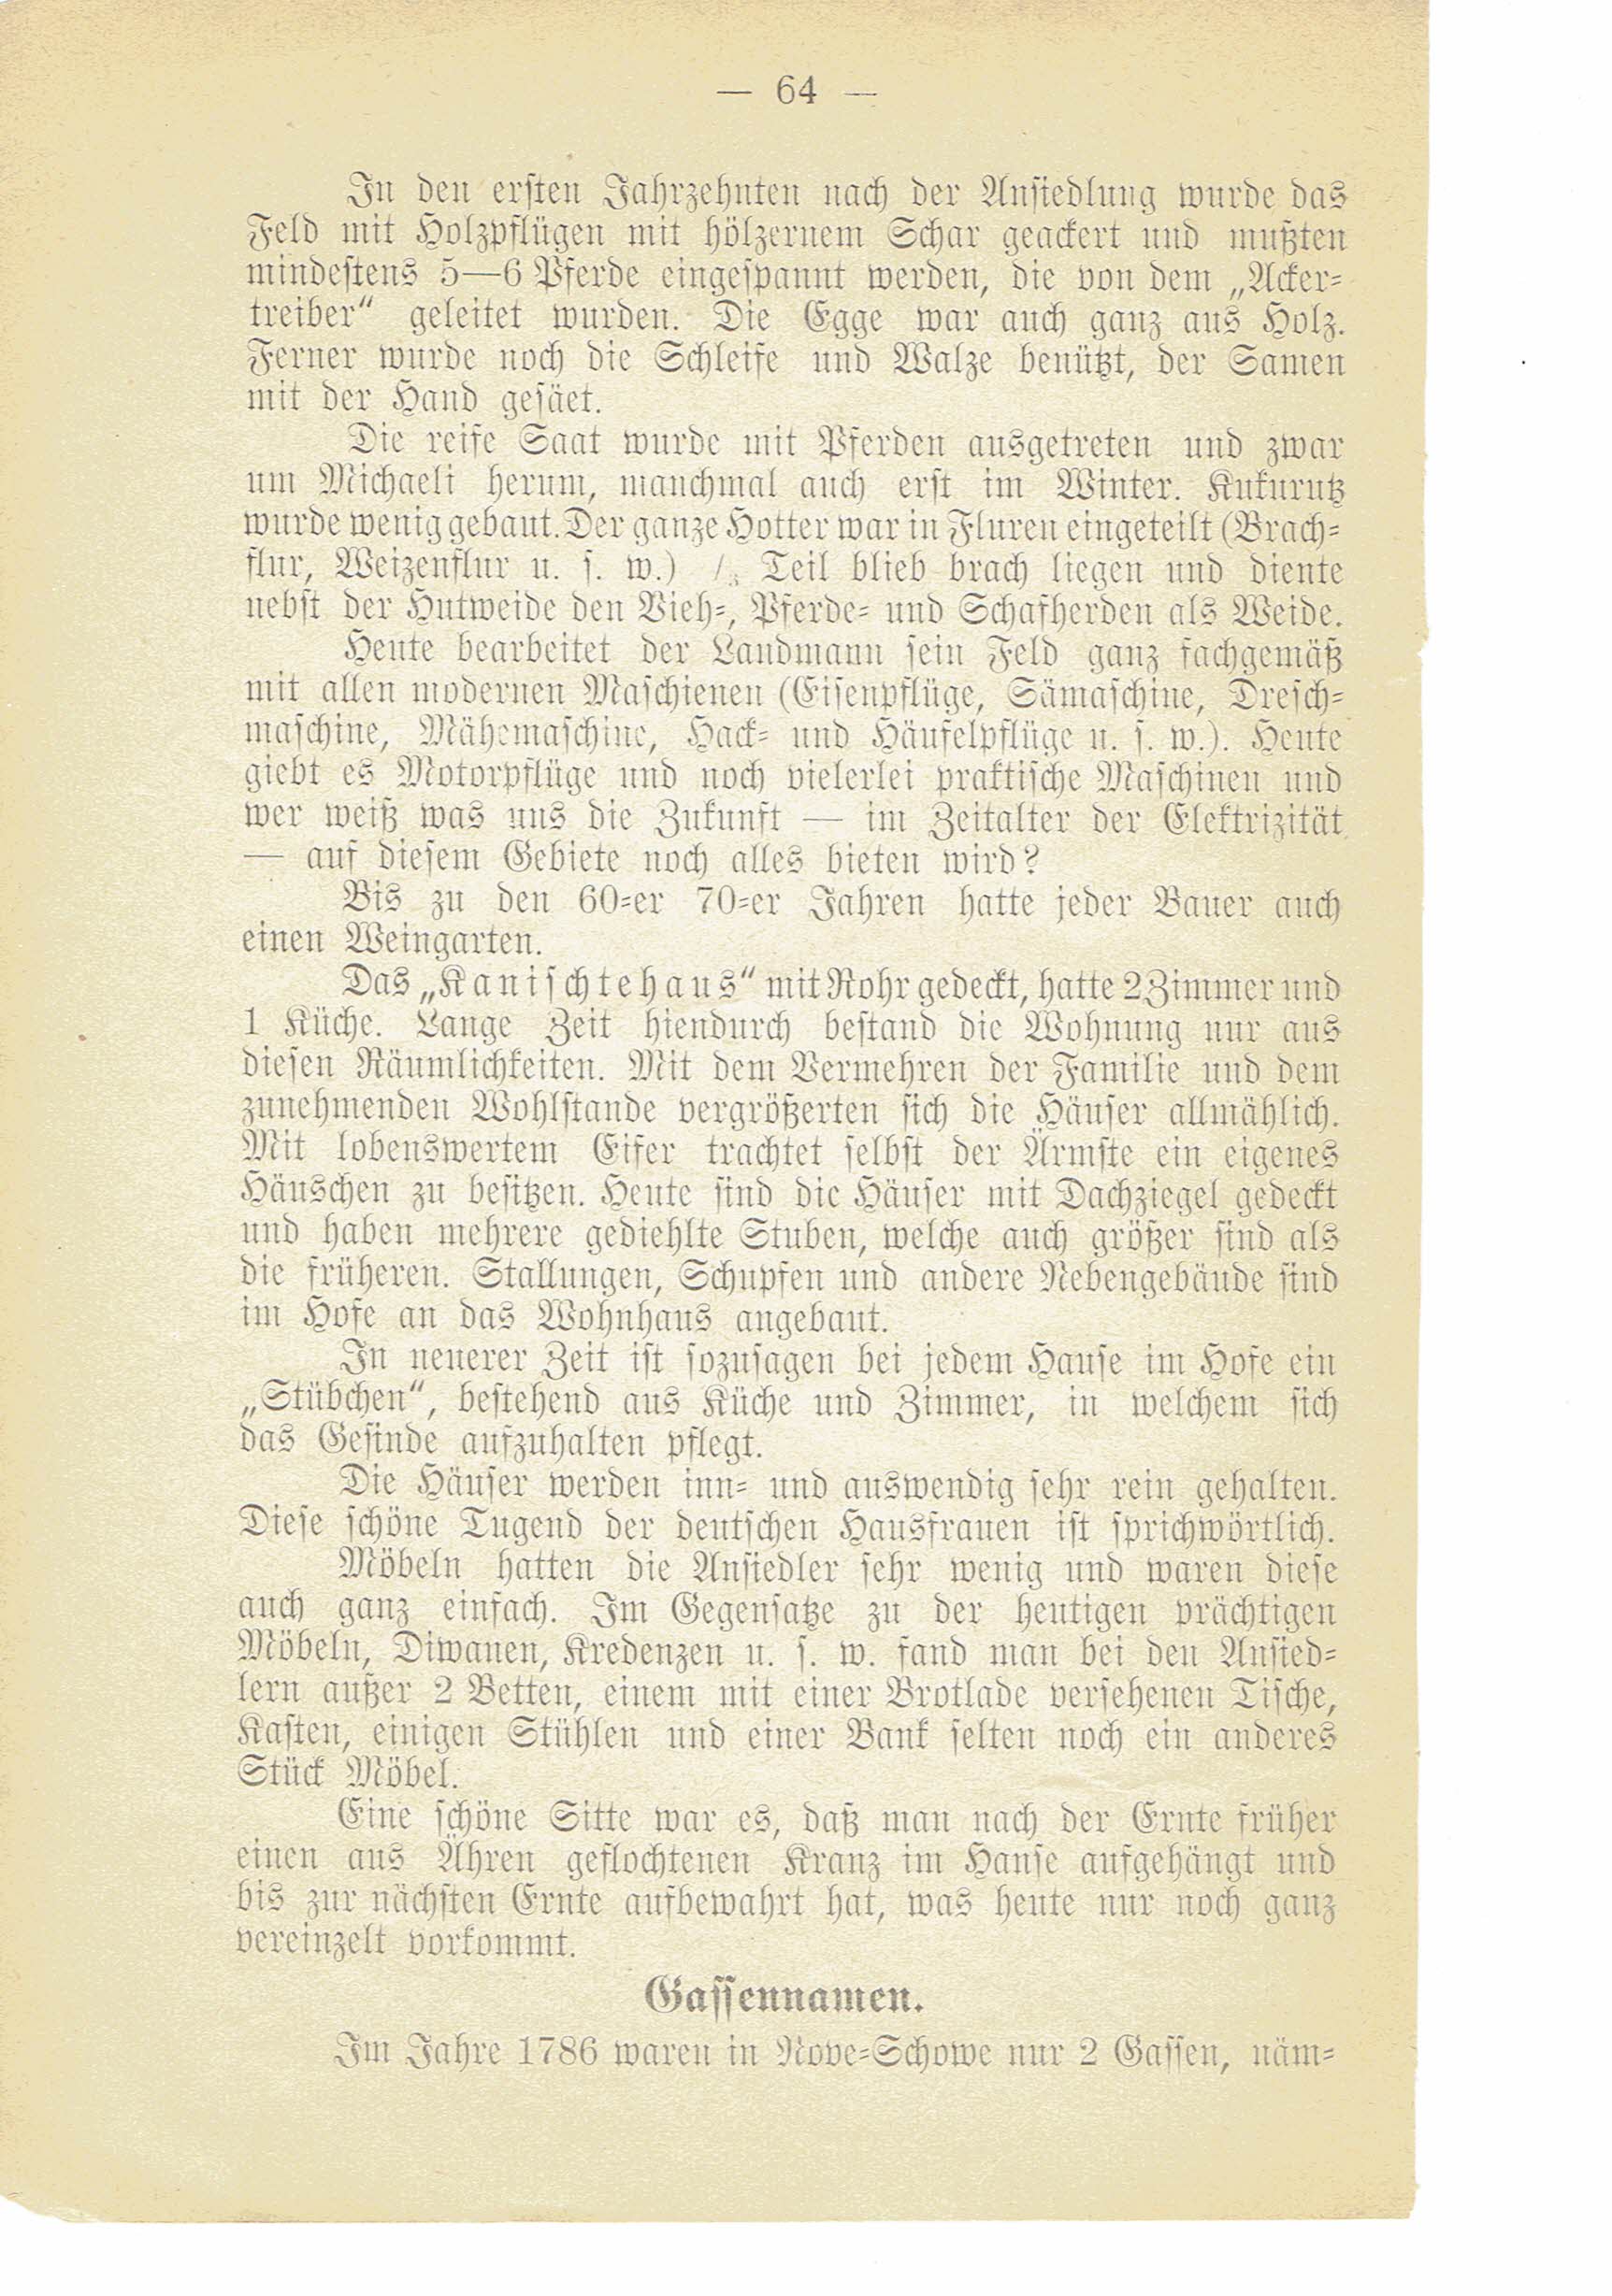 — 64 —
In den ersten Jahrzehnten nach der Ansiedlung wurde das
Feld mit Holzpflügen mit hölzernem Schar geackert und mußten
mindestens 5—6 Pferde eingespannt werden, die von dem „Acker-
treiber“ geleitet wurden. Die Egge war auch ganz aus Holz.
Ferner wurde noch die Schleife und Walze benützt, der Samen
mit der Hand gesäet.
Die reife Saat wurde mit Pferden ausgetreten und zwar
um Michaeli herum, manchmal auch erst im Winter. Kukurutz
wurde wenig gebaut. Der ganze Hotter war in Fluren eingeteilt (Brach-
flur, Weizenflur u. s. w.) Teil blieb brach liegen und diente
nebst der Hutweide den Vieh-, Pferde- und Schafherden als Weide.
Heute bearbeitet der Landmann sein Feld ganz fachgemäß
mit allen modernen Maschienen (Eisenpflüge, Sämaschine, Dresch-
maschine, Mähemaschine, Hack- und Häufelpflüge u. s. w.). Heute
giebt es Motorpflüge und noch vielerlei praktische Maschinen und
wer weiß was uns die Zukunft — im Zeitalter der Elektrizität
— auf diesem Gebiete noch alles bieten wird?
Bis zu den 60-er 70-er Jahren hatte jeder Bauer auch
einen Weingarten.
Das „Kanischtehaus“ mit Rohr gedeckt, hatte 2 Zimmer und
1 Küche. Lange Zeit hiendurch bestand die Wohnung nur aus
diesen Räumlichkeiten. Mit dem Vermehren der Familie und dem
zunehmenden Wohlstande vergrößerten sich die Häuser allmählich.
Mit lobenswertem Eifer trachtet selbst der Ärmste ein eigenes
Häuschen zu besitzen. Heute sind die Häuser mit Dachziegel gedeckt
und haben mehrere gediehlte Stuben, welche auch größer sind als
die früheren. Stallungen, Schupfen und andere Nebengebäude sind
im Hofe an das Wohnhaus angebaut.
In neuerer Zeit ist sozusagen bei jedem Hause im Hofe ein
„Stübchen“, bestehend aus Küche und Zimmer, in welchem sich
das Gesinde aufzuhalten pflegt.
Die Häuser werden inn- und auswendig sehr rein gehalten.
Diese schöne Tugend der deutschen Hausfrauen ist sprichwörtlich.
Möbeln hatten die Ansiedler sehr wenig und waren diese
auch ganz einfach. Im Gegensatze zu der heutigen prächtigen
Möbeln, Diwanen, Kredenzen u. s. w. fand man bei den Ansied-
lern außer 2 Betten, einem mit einer Brotlade versehenen Tische,
Kasten, einigen Stühlen und einer Bank selten noch ein anderes
Stück Möbel.
Eine schöne Sitte war es, daß man nach der Ernte früher
einen aus Ähren geflochtenen Kranz im Hause aufgehängt und
bis zur nächsten Ernte aufbewahrt hat, was heute nur noch ganz
vereinzelt vorkommt.
Gassennamen.
Im Jahre 1786 waren in Nove-Schowe nur 2 Gassen, näm-